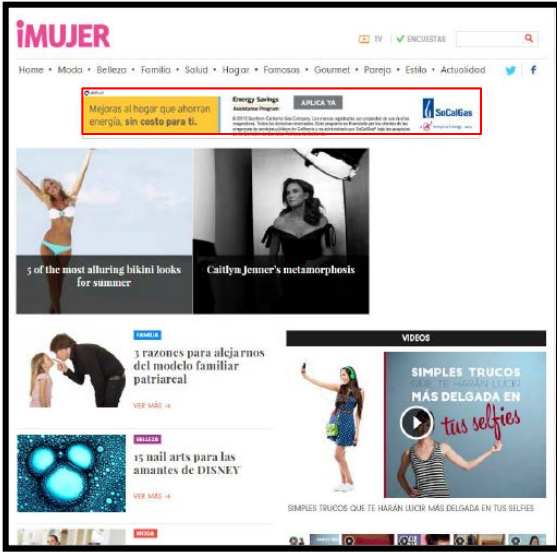 iMUJER
TV ENCUESTAS
Home • Moda • Belleza • Familia • Salud • Hogar • Famosos • Gourmet • Pareja • Estilo • Actualidad
Mejoras al hogar que ahorran
energía, sin costo para ti.
Energy Savings
Assistance Program
APLICA YA
SoCalGas
5 of the most alluring bikini looks
for summer
Caitlyn Jenner's metamorphosis
FAMILIA
3 razones para alejarnos
del modelo familiar
patriarcal
VER MÁS →
BELLEZA
15 nail arts para las
amantes de DISNEY
VER MÁS →
MODA
VIDEOS
SIMPLES TRUCOS
QUE TE HARÁN LUCIR
MÁS DELGADA EN
tus selfies
SIMPLES TRUCOS QUE TE HARÁN LUCIR MÁS DELGADA EN TUS SELFIES